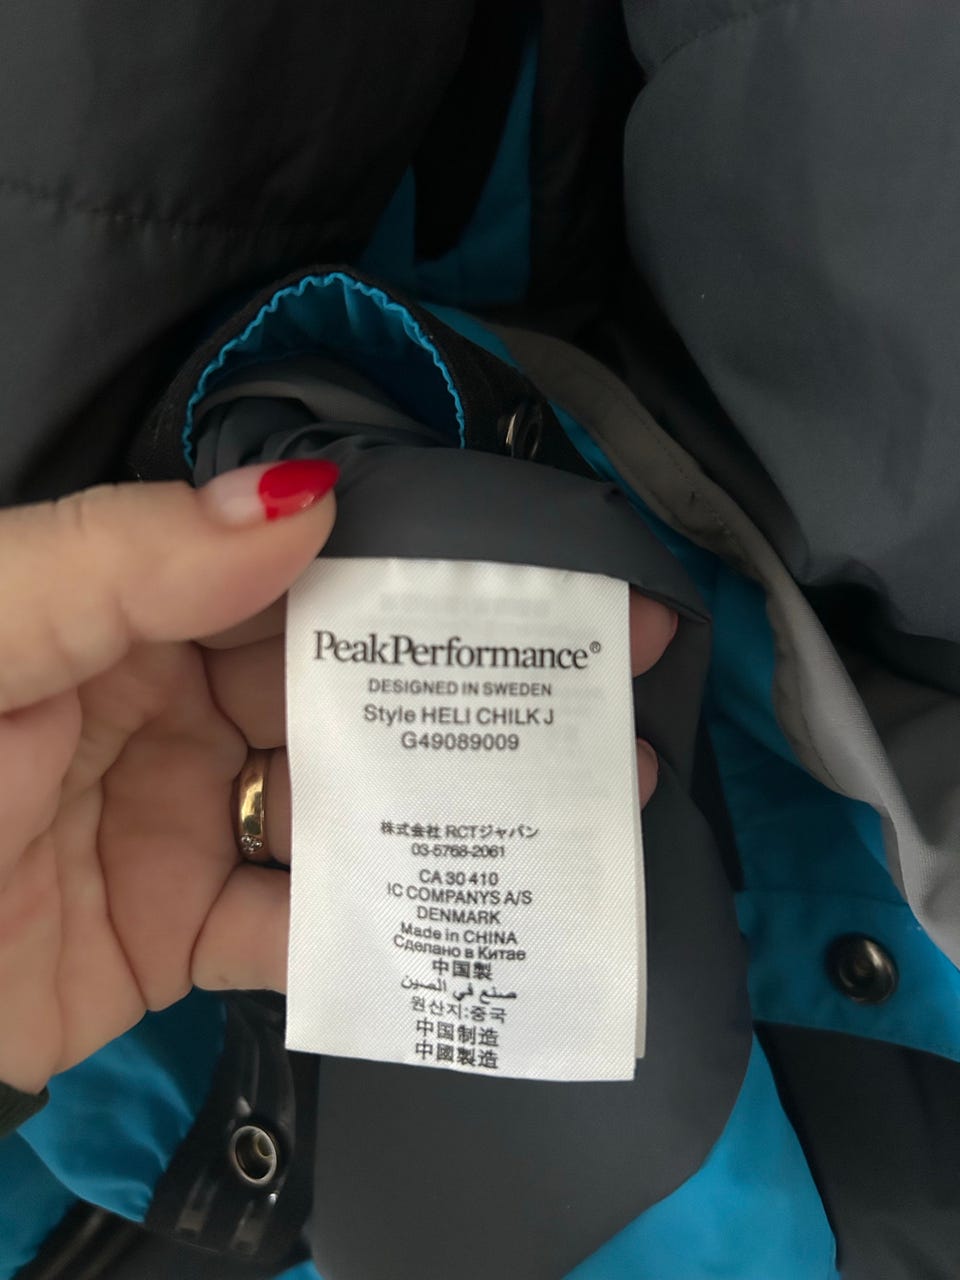 PeakPerformance®
DESIGNED IN SWEDEN
Style HELI CHILK J
G49089009
株式会社 RCTジャパン
03-5768-2061
CA 30 410
IC COMPANYS A/S
DENMARK
Made in CHINA
Сделано в Китае
中国製
صنع في الصين
원산지:중국
中国制造
中國製造